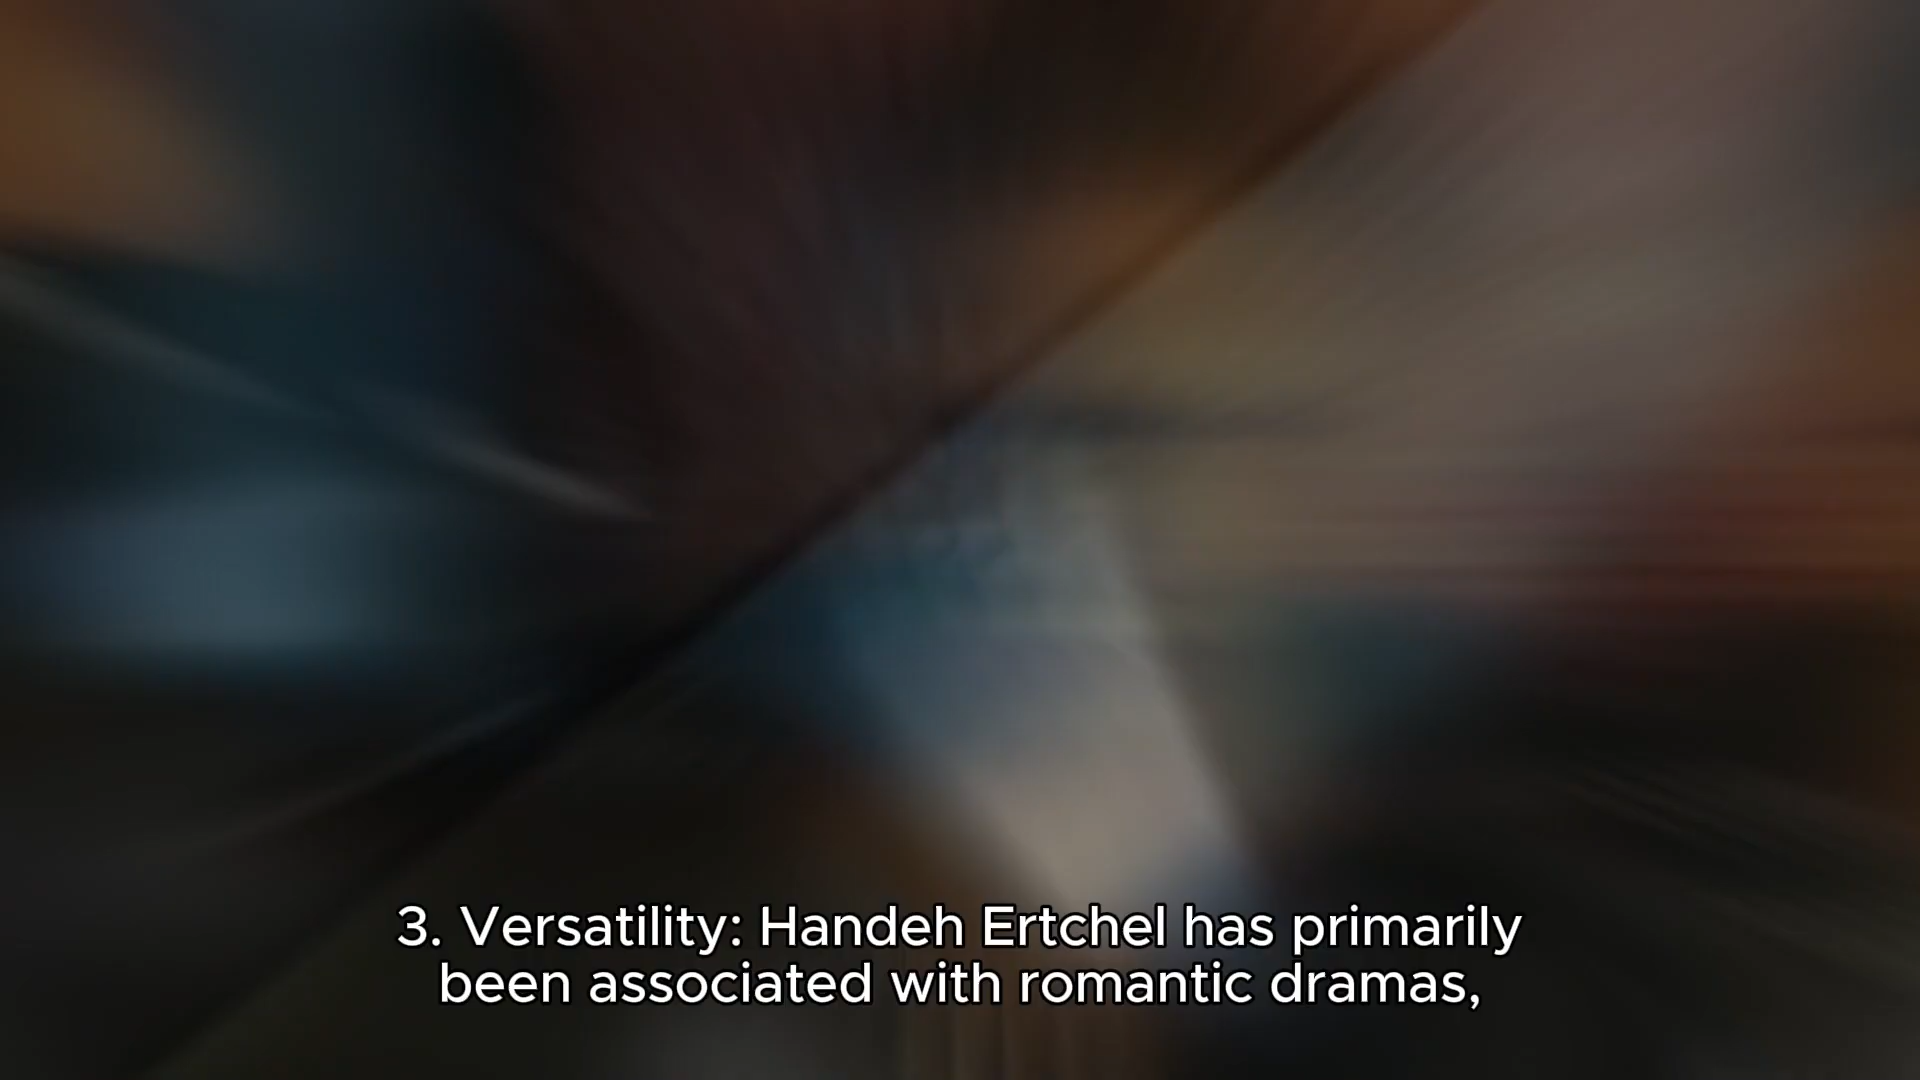 3. Versatility: Handeh Ertchel has primarily
been associated with romantic dramas,